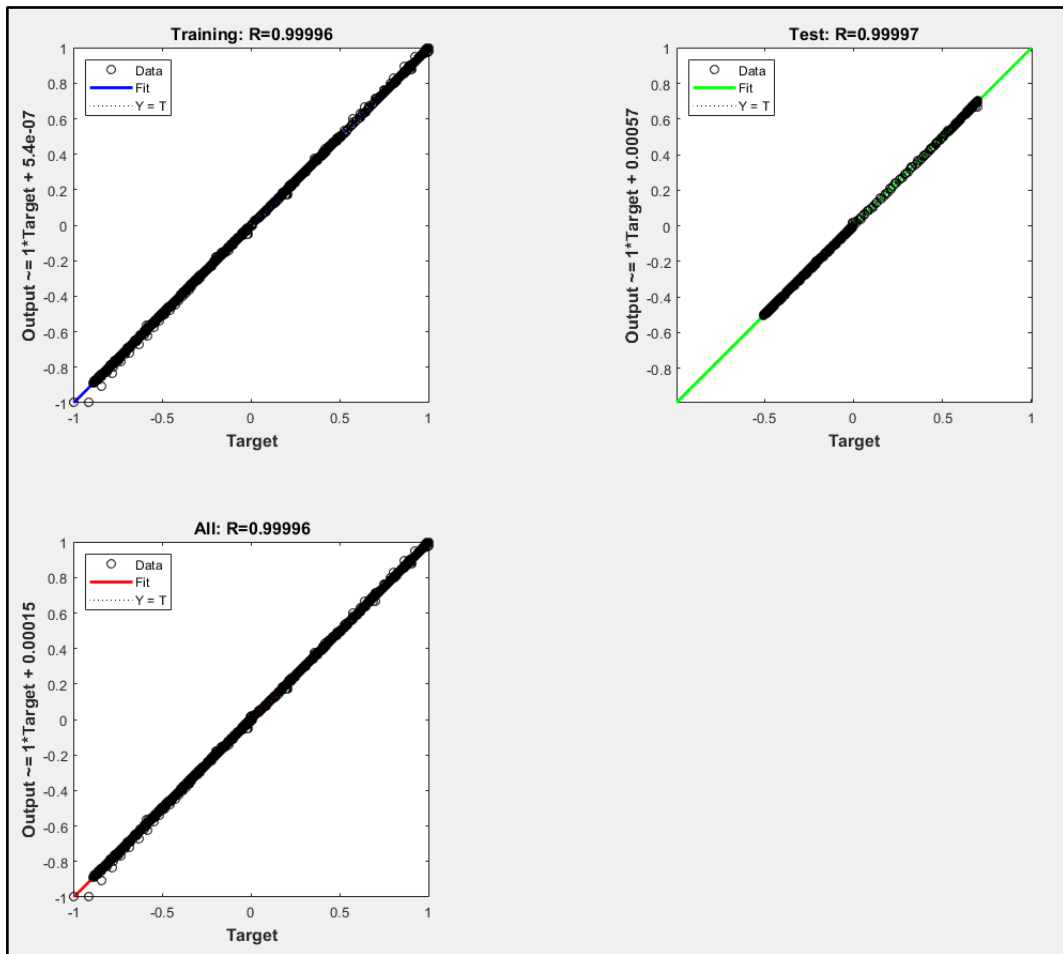 Training: R=0.99996
Data
Fit
Y = T
Output ~= 1*Target + 5.4e-07
1
0.8
0.6
0.4
0.2
0
-0.2
-0.4
-0.6
-0.8
-1
-1
-0.5
0
0.5
1
Target
Test: R=0.99997
Data
Fit
Y = T
Output ~= 1*Target + 0.00057
1
0.8
0.6
0.4
0.2
0
-0.2
-0.4
-0.6
-0.8
-0.5
0
0.5
1
Target
All: R=0.99996
Data
Fit
Y = T
Output ~= 1*Target + 0.00015
1
0.8
0.6
0.4
0.2
0
-0.2
-0.4
-0.6
-0.8
-1
-1
-0.5
0
0.5
1
Target